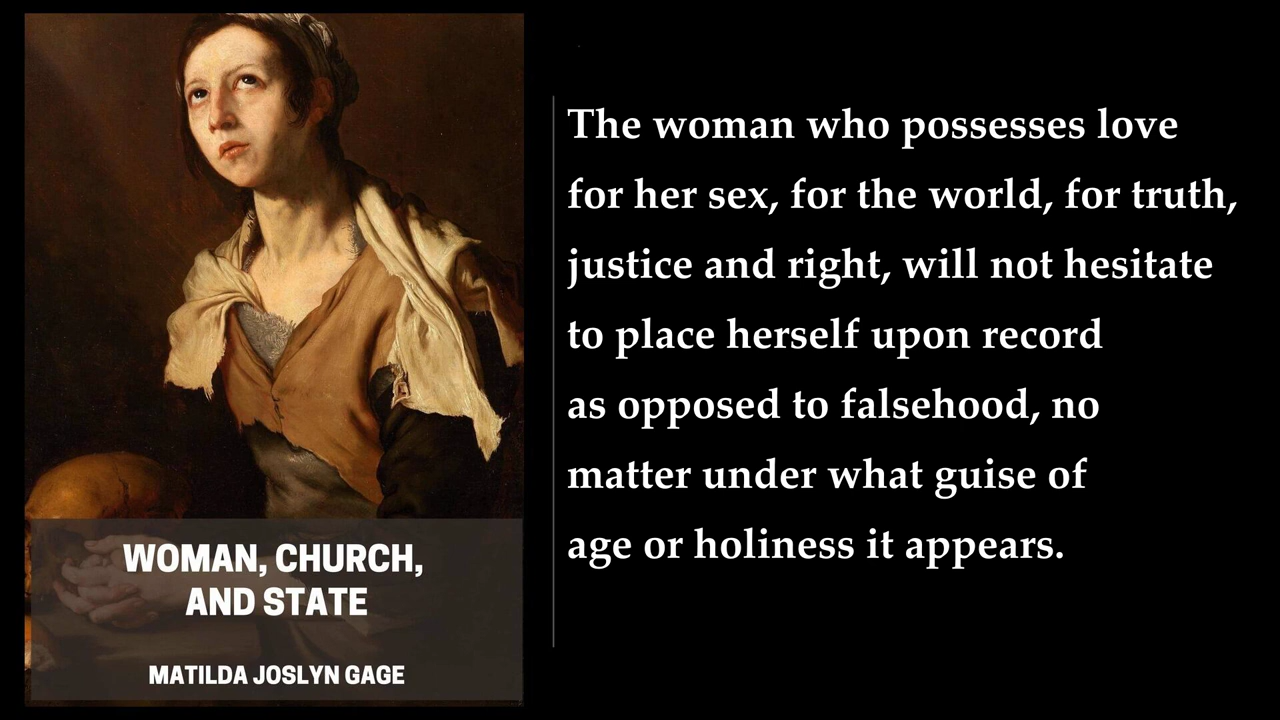 WOMAN, CHURCH,
AND STATE
MATILDA JOSLYN GAGE
The woman who possesses love
for her sex, for the world, for truth,
justice and right, will not hesitate
to place herself upon record
as opposed to falsehood, no
matter under what guise of
age or holiness it appears.